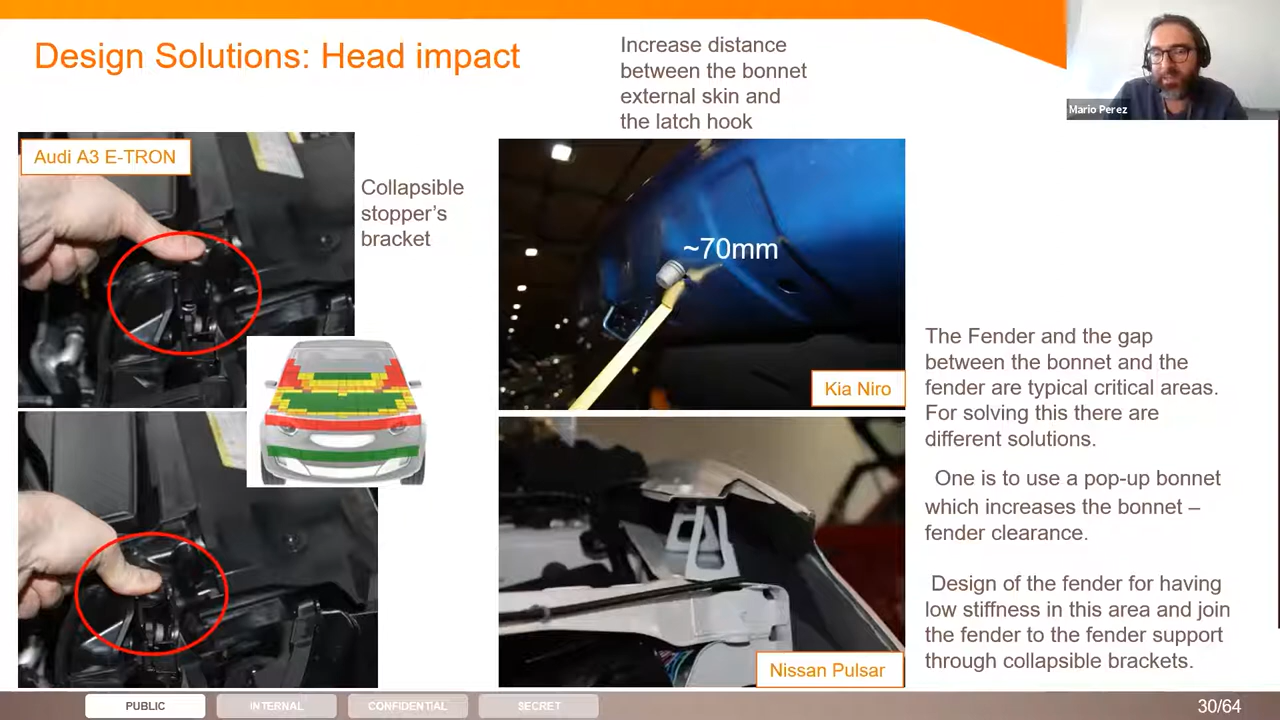 Design Solutions: Head impact
Increase distance
between the bonnet
external skin and
the latch hook
Mario Perez
Audi A3 E-TRON
Collapsible
stopper's
bracket
~70mm
Kia Niro
The Fender and the gap
between the bonnet and the
fender are typical critical areas.
For solving this there are
different solutions.
One is to use a pop-up bonnet
which increases the bonnet –
fender clearance.
Design of the fender for having
low stiffness in this area and join
the fender to the fender support
through collapsible brackets.
Nissan Pulsar
PUBLIC
INTERNAL
CONFIDENTIAL
SECRET
30/64